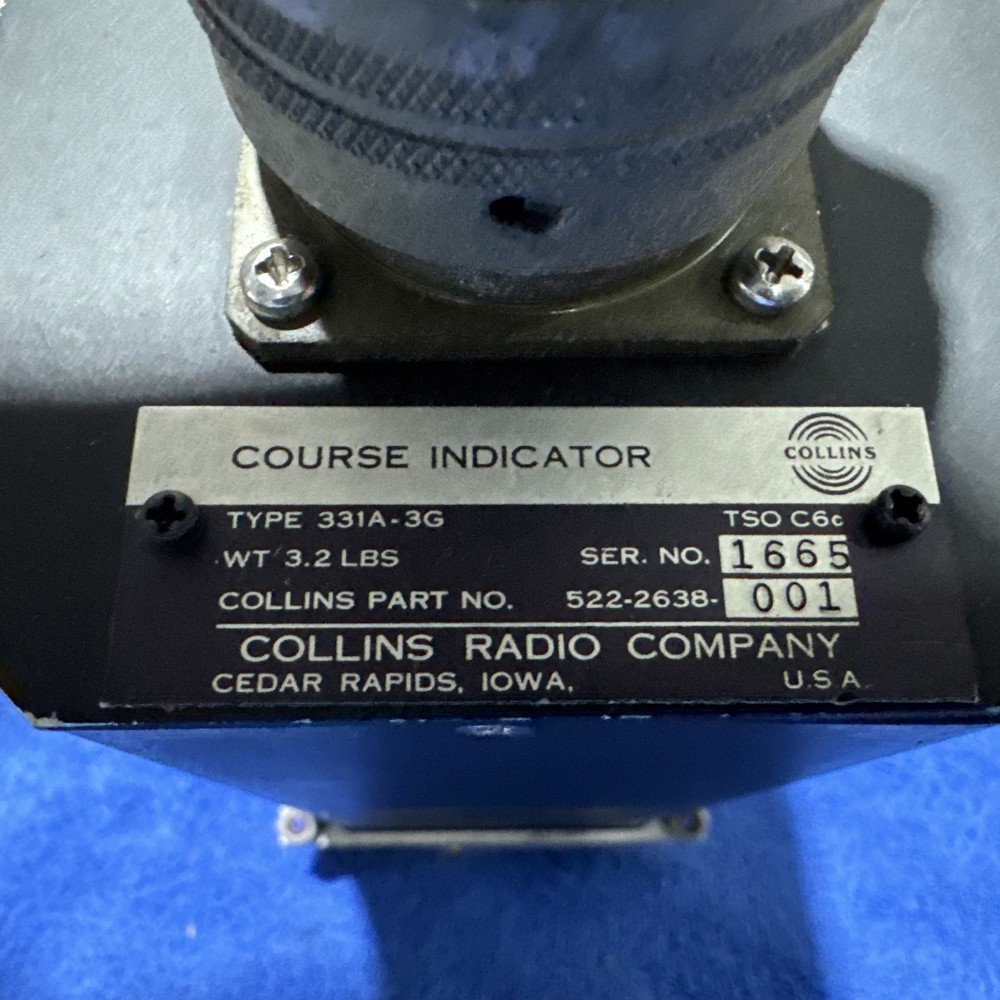 COURSE INDICATOR COLLINS
TYPE 331A-3G TSO C6c
WT 3.2 LBS SER. NO. 1665
COLLINS PART NO. 522-2638-001
COLLINS RADIO COMPANY
CEDAR RAPIDS, IOWA, U.S.A.